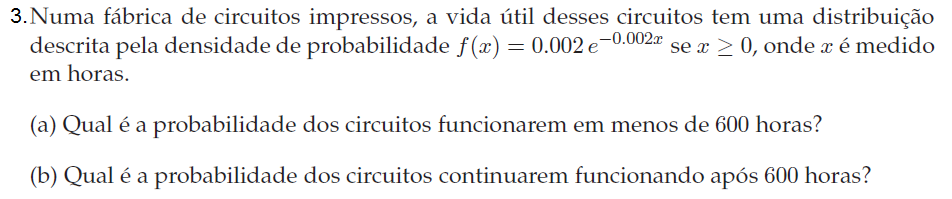 3. Numa fábrica de circuitos impressos, a vida útil desses circuitos tem uma distribuição
descrita pela densidade de probabilidade f(x) = 0.002 e^{-0.002x} se x ≥ 0, onde x é medido
em horas.
(a) Qual é a probabilidade dos circuitos funcionarem em menos de 600 horas?
(b) Qual é a probabilidade dos circuitos continuarem funcionando após 600 horas?